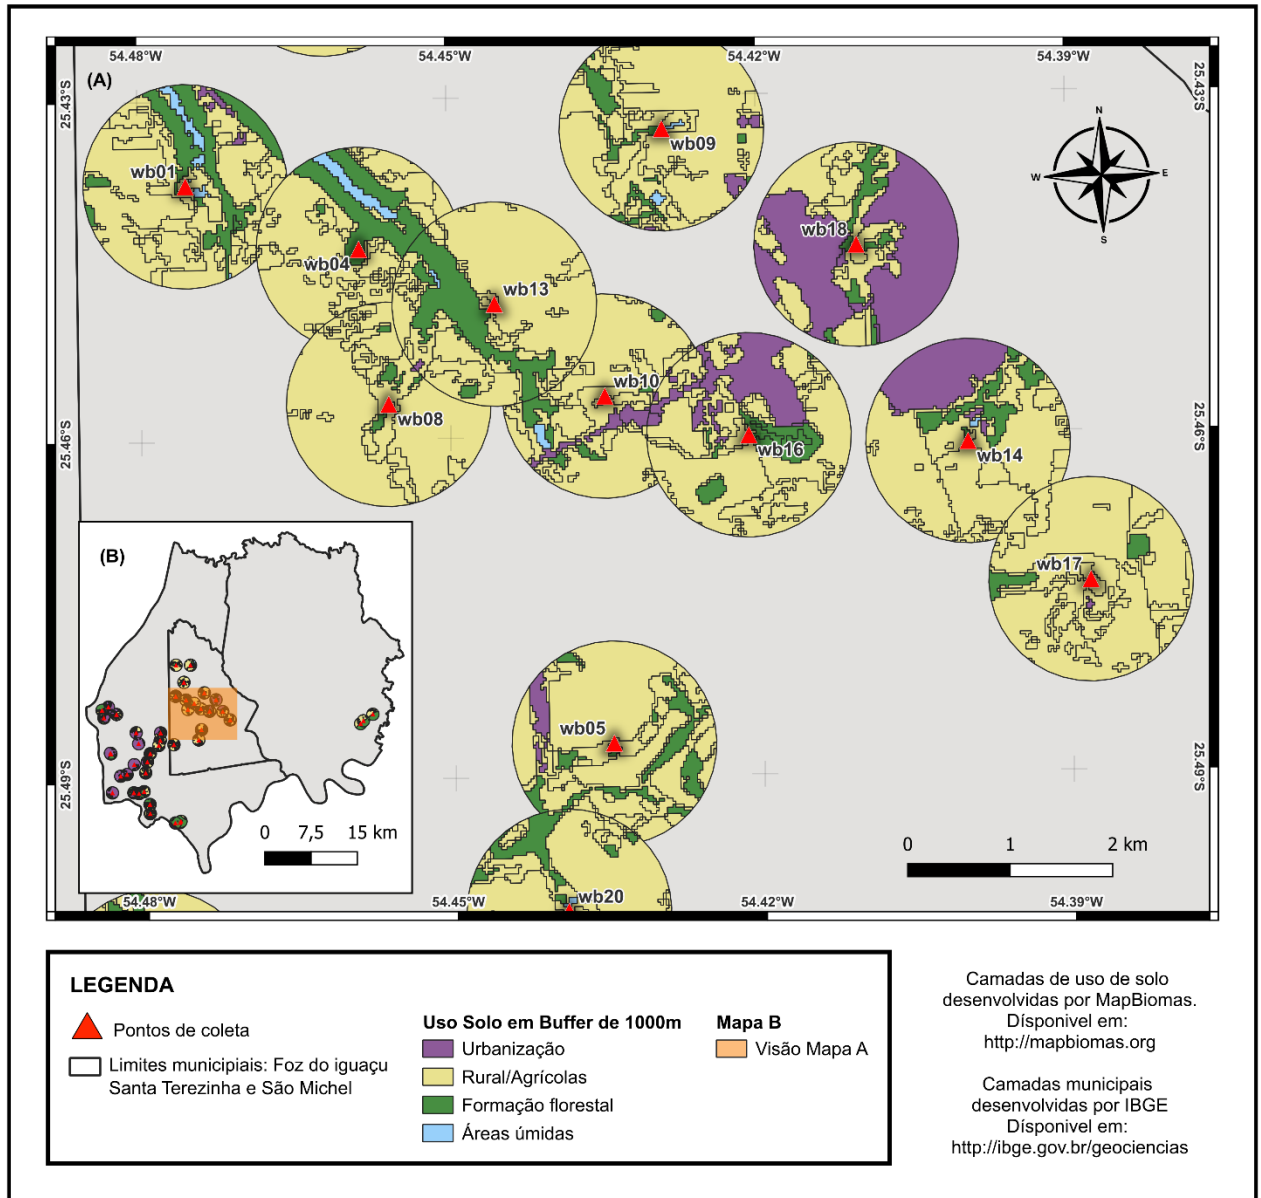 54.48°W 54.45°W 54.42°W 54.39°W
(A)
25.43°S
25.43°S
N
W
E
S
wb01
wb09
wb18
wb04
wb13
wb10
wb08
wb16
wb14
25.46°S
25.46°S
wb17
(B)
wb05
25.49°S
25.49°S
0 7,5 15 km
0 1 2 km
wb20
54.48°W 54.45°W 54.42°W 54.39°W
LEGENDA
Pontos de coleta
Limites municipiais: Foz do iguaçu
Santa Terezinha e São Michel
Uso Solo em Buffer de 1000m
Urbanização
Rural/Agrícolas
Formação florestal
Áreas úmidas
Mapa B
Visão Mapa A
Camadas de uso de solo
desenvolvidas por MapBiomas.
Dísponivel em:
http://mapbiomas.org
Camadas municipais
desenvolvidas por IBGE
Dísponivel em:
http://ibge.gov.br/geociencias